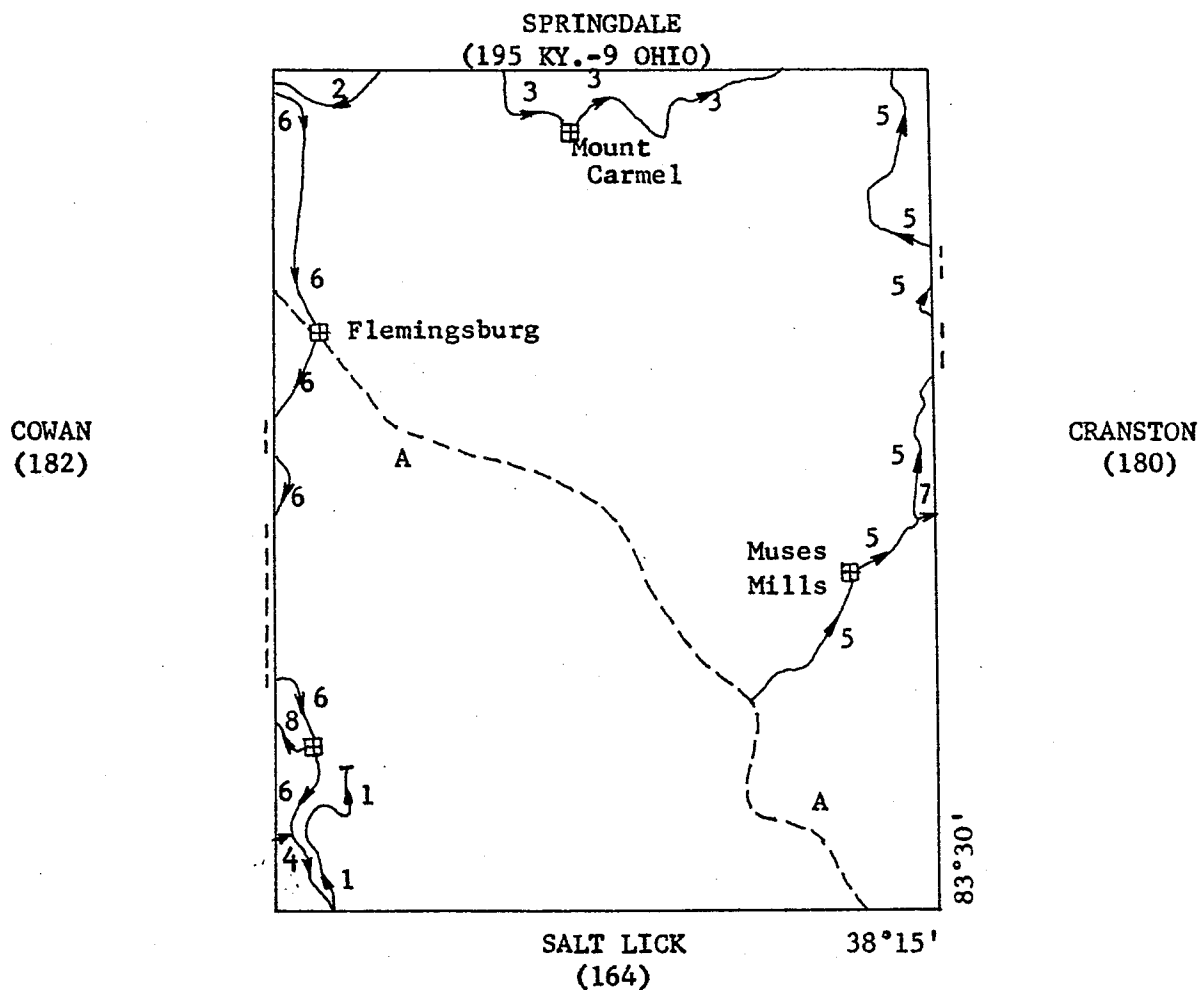 SPRINGDALE
(195 KY.-9 OHIO)
2
3
3
3
6
5
Mount
Carmel
5
6
5
Flemingsburg
6
COWAN
(182)
A
CRANSTON
(180)
5
6
7
Muses
Mills
5
5
6
8
6
1
A
4
1
83°30'
SALT LICK
(164)
38°15'